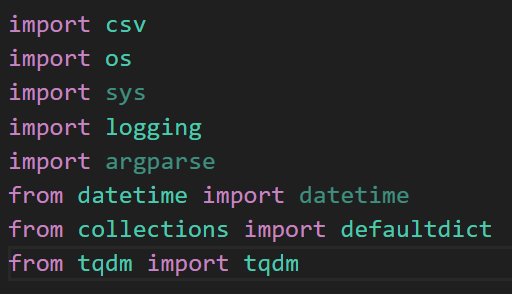 import csv
import os
import sys
import logging
import argparse
from datetime import datetime
from collections import defaultdict
from tqdm import tqdm